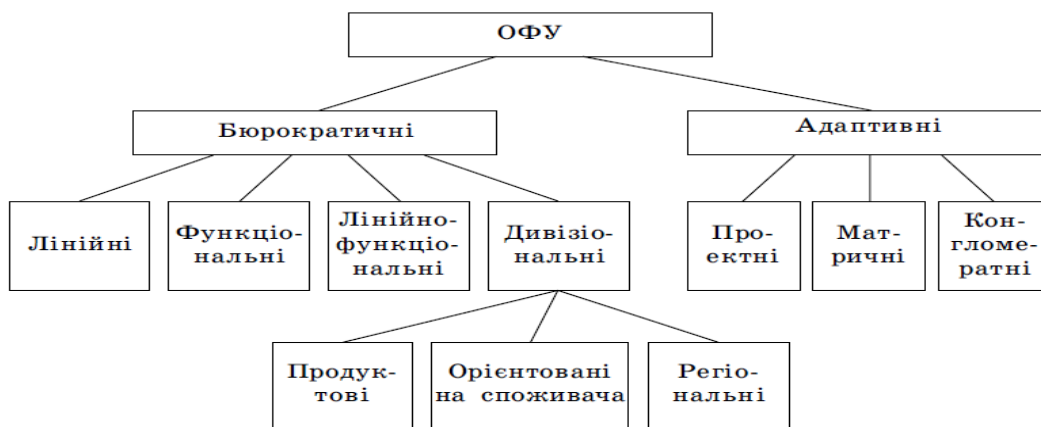 ОФУ
Бюрократичні
Адаптивні
Лінійні
Функціо-
нальні
Лінійно-
функціо-
нальні
Дивізіо-
нальні
Про-
ектні
Мат-
ричні
Кон-
гломе-
ратні
Продук-
тові
Орієнтовані
на споживача
Регіо-
нальні